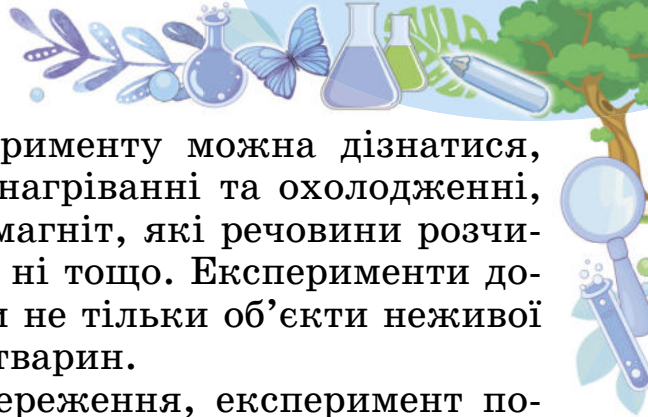 рименту можна дізнатися,
нагріванні та охолодженні,
магніт, які речовини розчи-
ні тощо. Експерименти до-
и не тільки об’єкти неживої
тварин.
ереження, експеримент по-